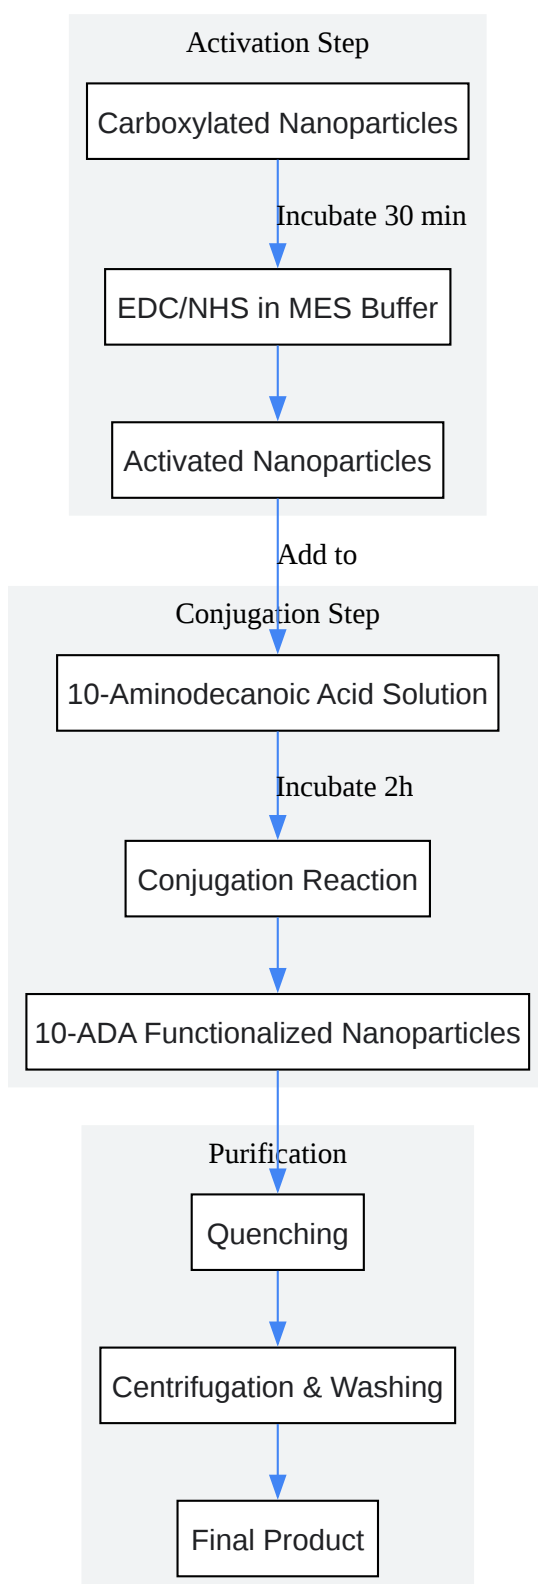 Activation Step
Carboxylated Nanoparticles
Incubate 30 min
EDC/NHS in MES Buffer
Activated Nanoparticles
Add to
Conjugation Step
10-Aminodecanoic Acid Solution
Incubate 2h
Conjugation Reaction
10-ADA Functionalized Nanoparticles
Purification
Quenching
Centrifugation & Washing
Final Product